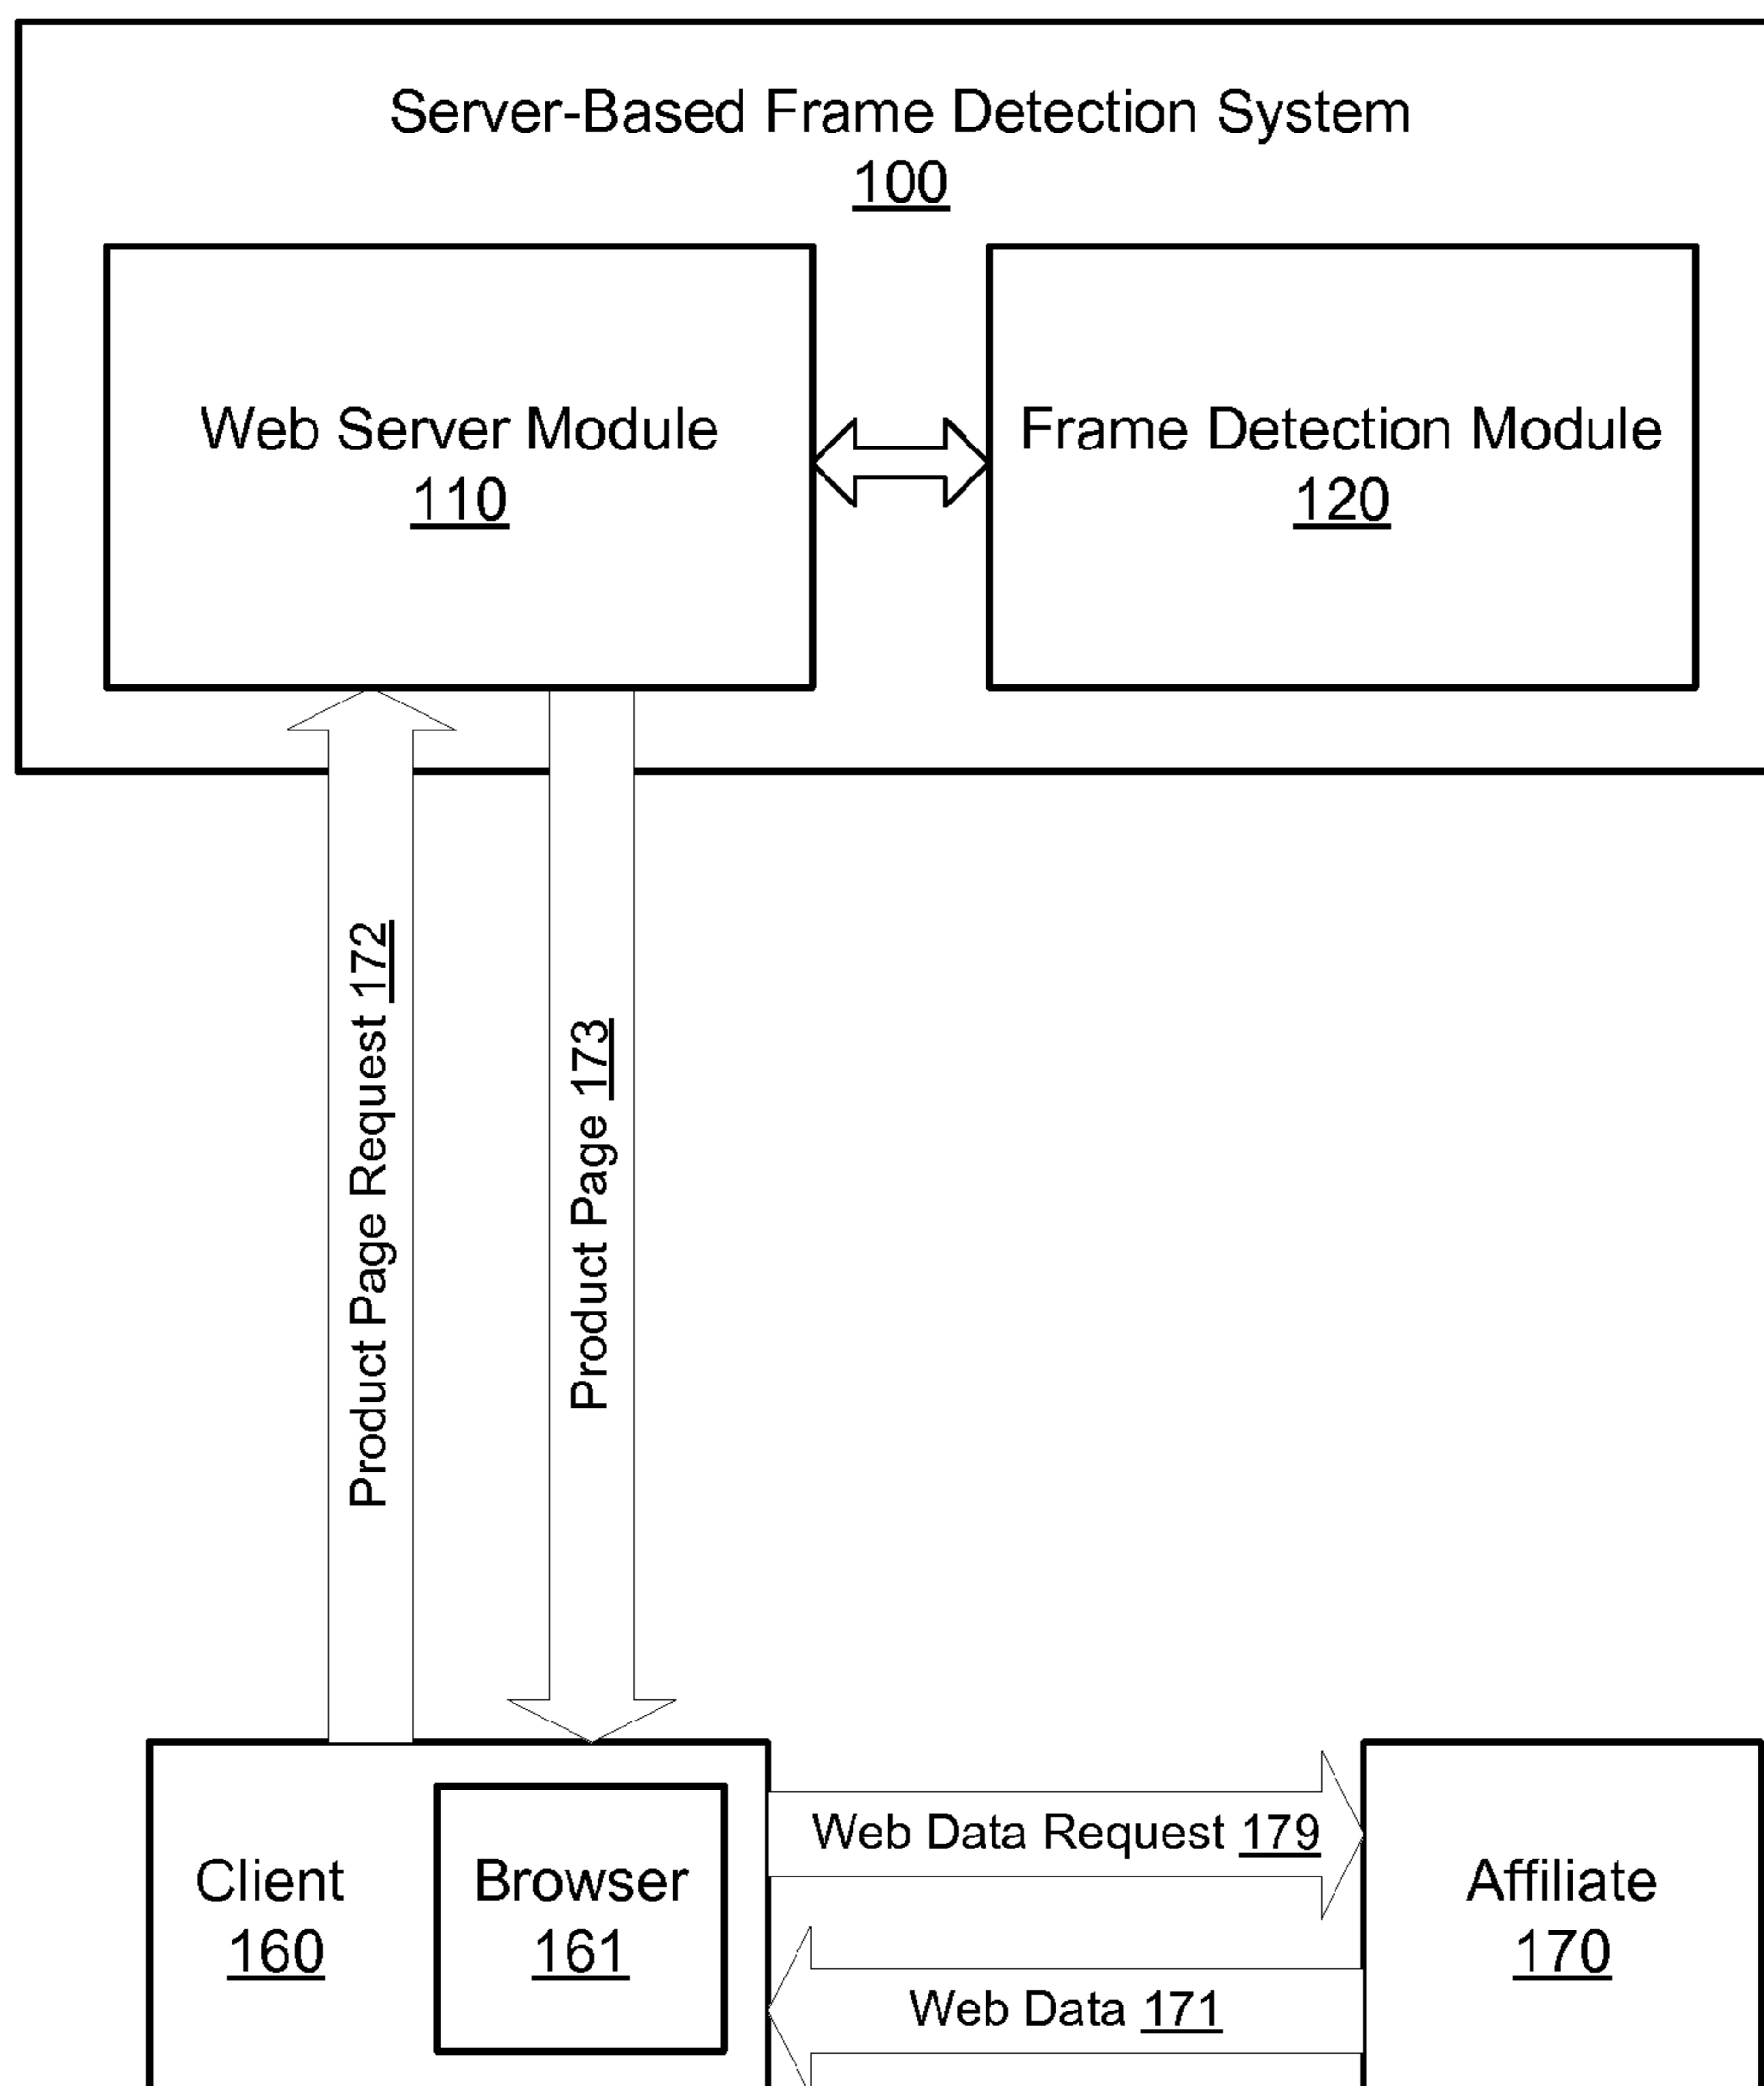 Server-Based Frame Detection System
100
Web Server Module
110
Frame Detection Module
120
Product Page Request 172
Product Page 173
Client
160
Browser
161
Web Data Request 179
Web Data 171
Affiliate
170